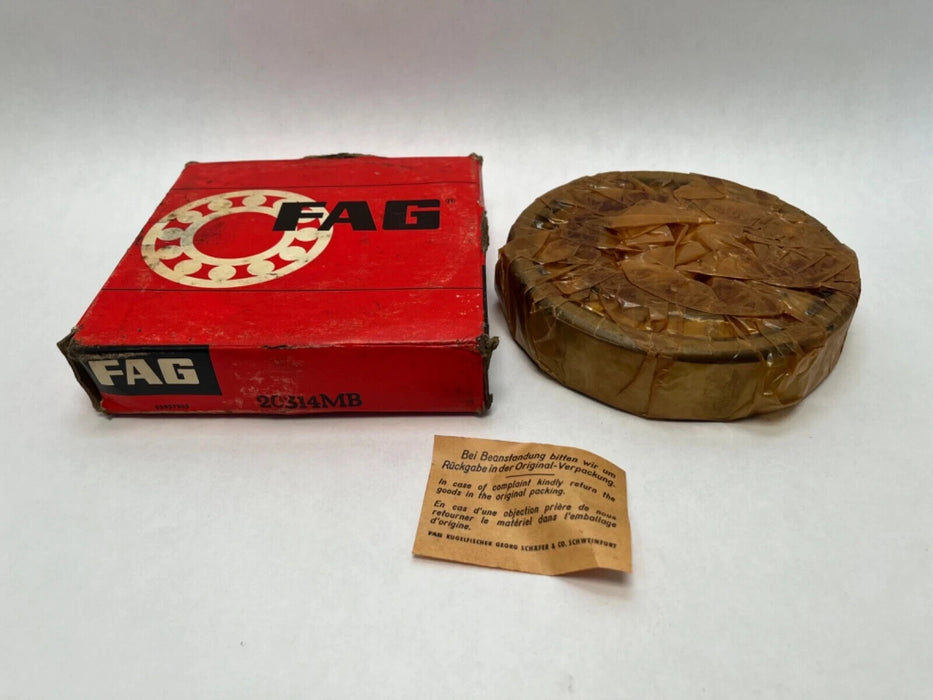 FAG
FAG
20314MB
Bei Beanstandung bitten wir um
Rückgabe in der Original-Verpackung.
In case of complaint kindly return the
goods in the original packing.
En cas d'une objection prière de nous
retourner le matériel dans l'emballage
d'origine.
FAG KUGELFISCHER GEORG SCHÄFER & CO. SCHWEINFURT